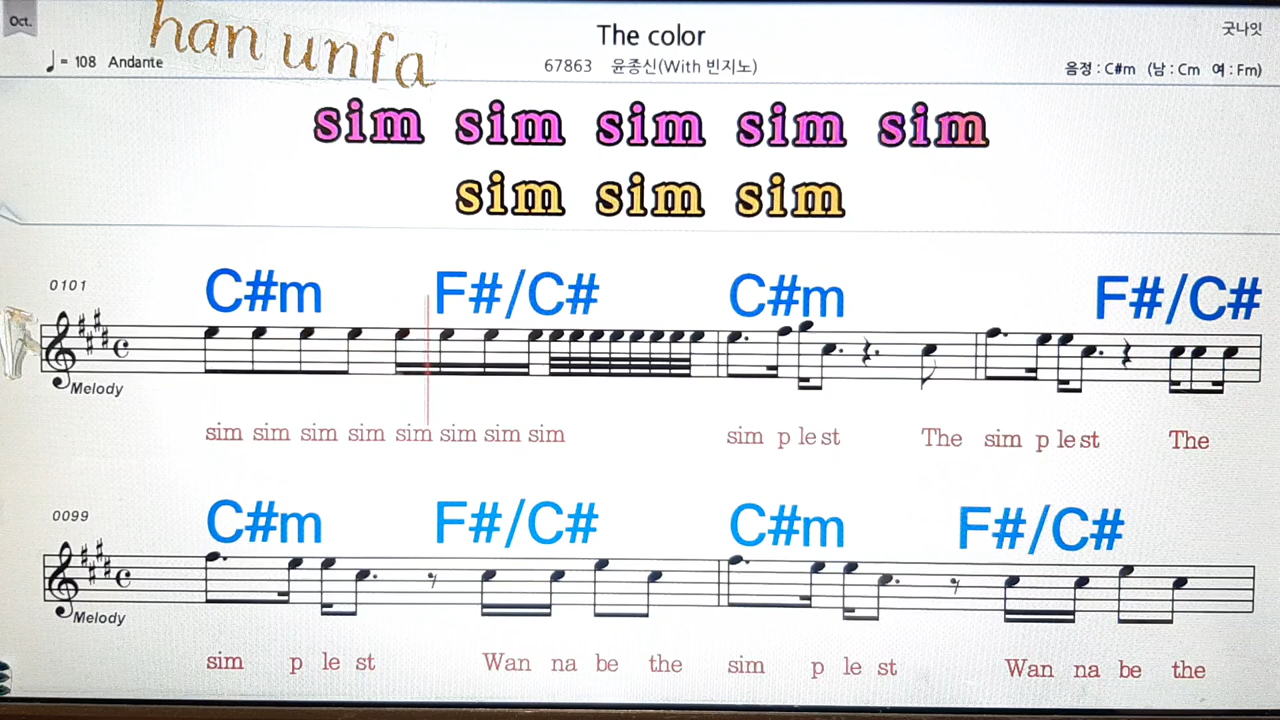 Oct.
han unfa
The color
굿나잇
♩= 108 Andante
67863 윤종신(With 빈지노)
음정 : C#m (남 : Cm 여 : Fm)
sim sim sim sim sim
sim sim sim
0101
C#m F#/C# C#m F#/C#
Melody
sim sim sim sim sim sim sim sim sim p le st The sim p le st The
0099
C#m F#/C# C#m F#/C#
Melody
sim p le st Wan na be the sim p le st Wan na be the